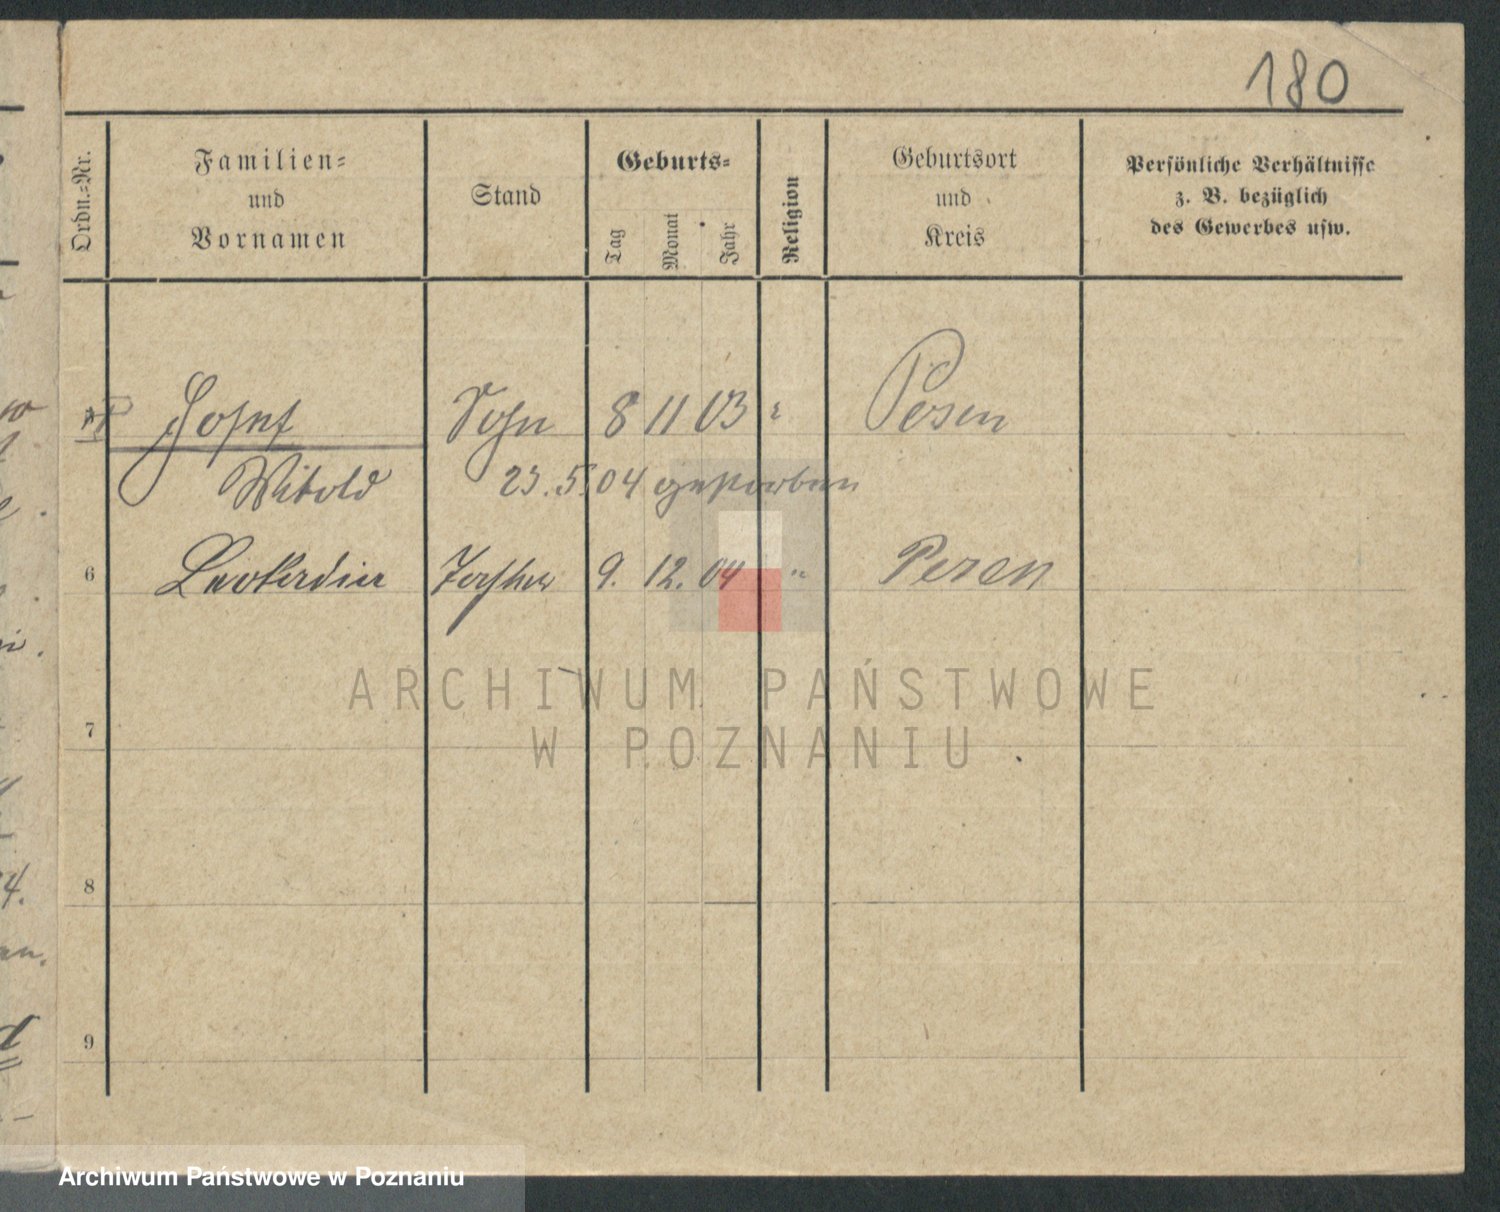 180
Ordn.=Nr.
Familien=
und
Vornamen
Stand
Geburts=
Tag
Monat
Jahr
Religion
Geburtsort
und
Kreis
Persönliche Verhältnisse
z. B. bezüglich
des Gewerbes usw.
Josef Sohn 8 11 03 " Posen
Witold 23.5.04 gestorben
6 Leokadia Tochter 9. 12. 04 " Posen
ARCHIWUM PAŃSTWOWE
W POZNANIU
7
8
9
Archiwum Państwowe w Poznaniu